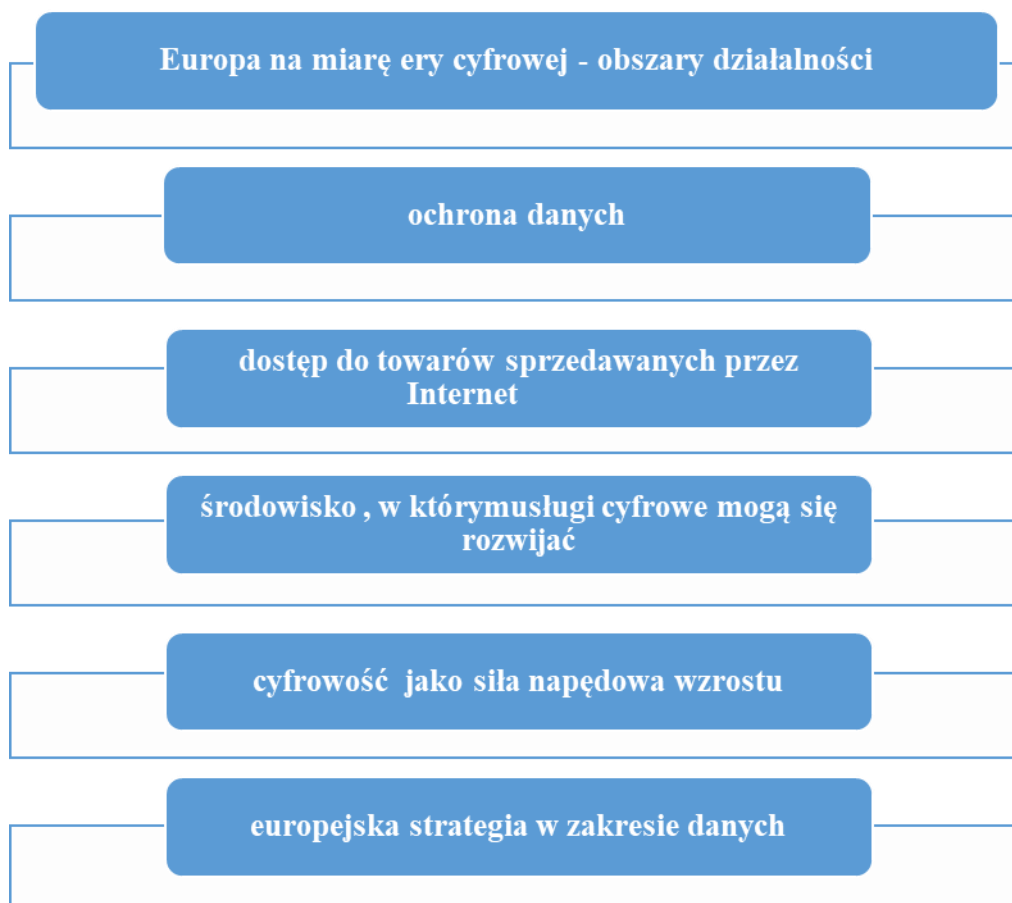 Europa na miarę ery cyfrowej - obszary działalności
ochrona danych
dostęp do towarów sprzedawanych przez
Internet
środowisko , w którymusługi cyfrowe mogą się
rozwijać
cyfrowość jako siła napędowa wzrostu
europejska strategia w zakresie danych